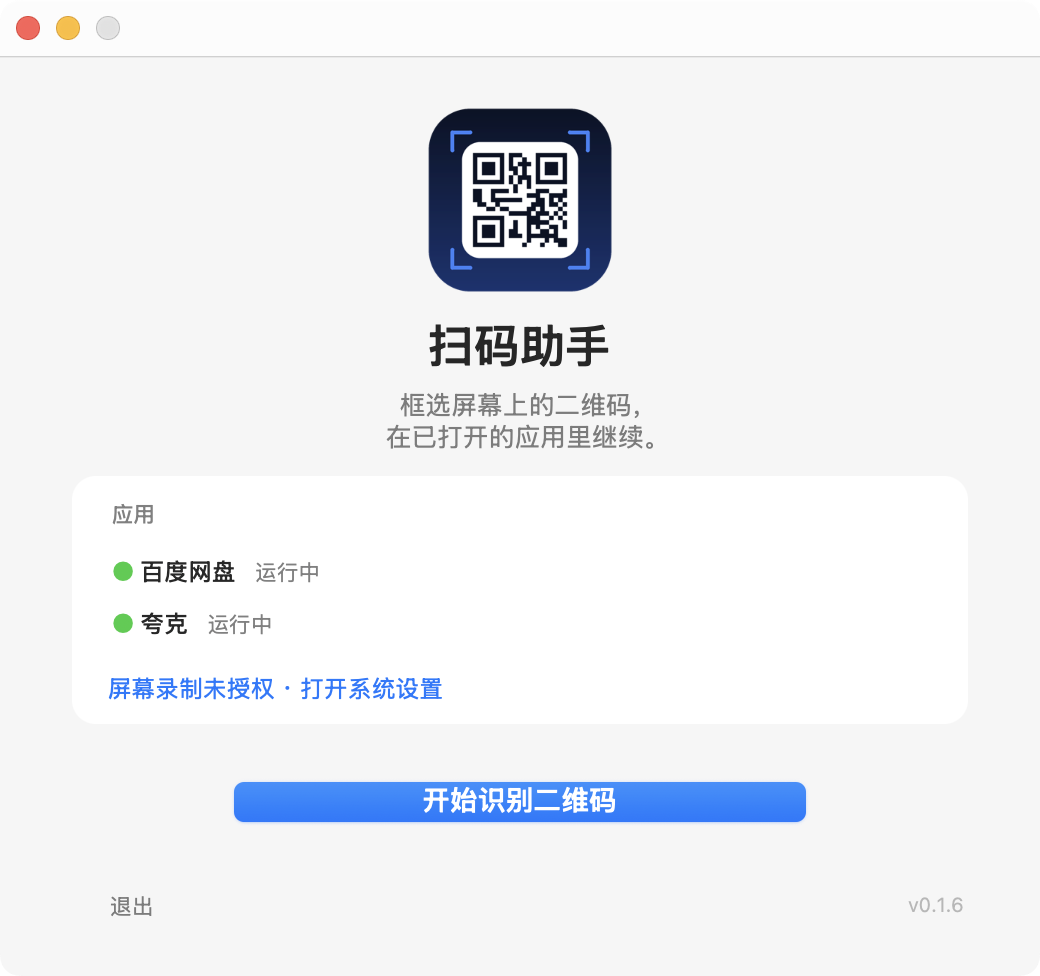 扫码助手
框选屏幕上的二维码，
在已打开的应用里继续。
应用
百度网盘 运行中
夸克 运行中
屏幕录制未授权 · 打开系统设置
开始识别二维码
退出
v0.1.6